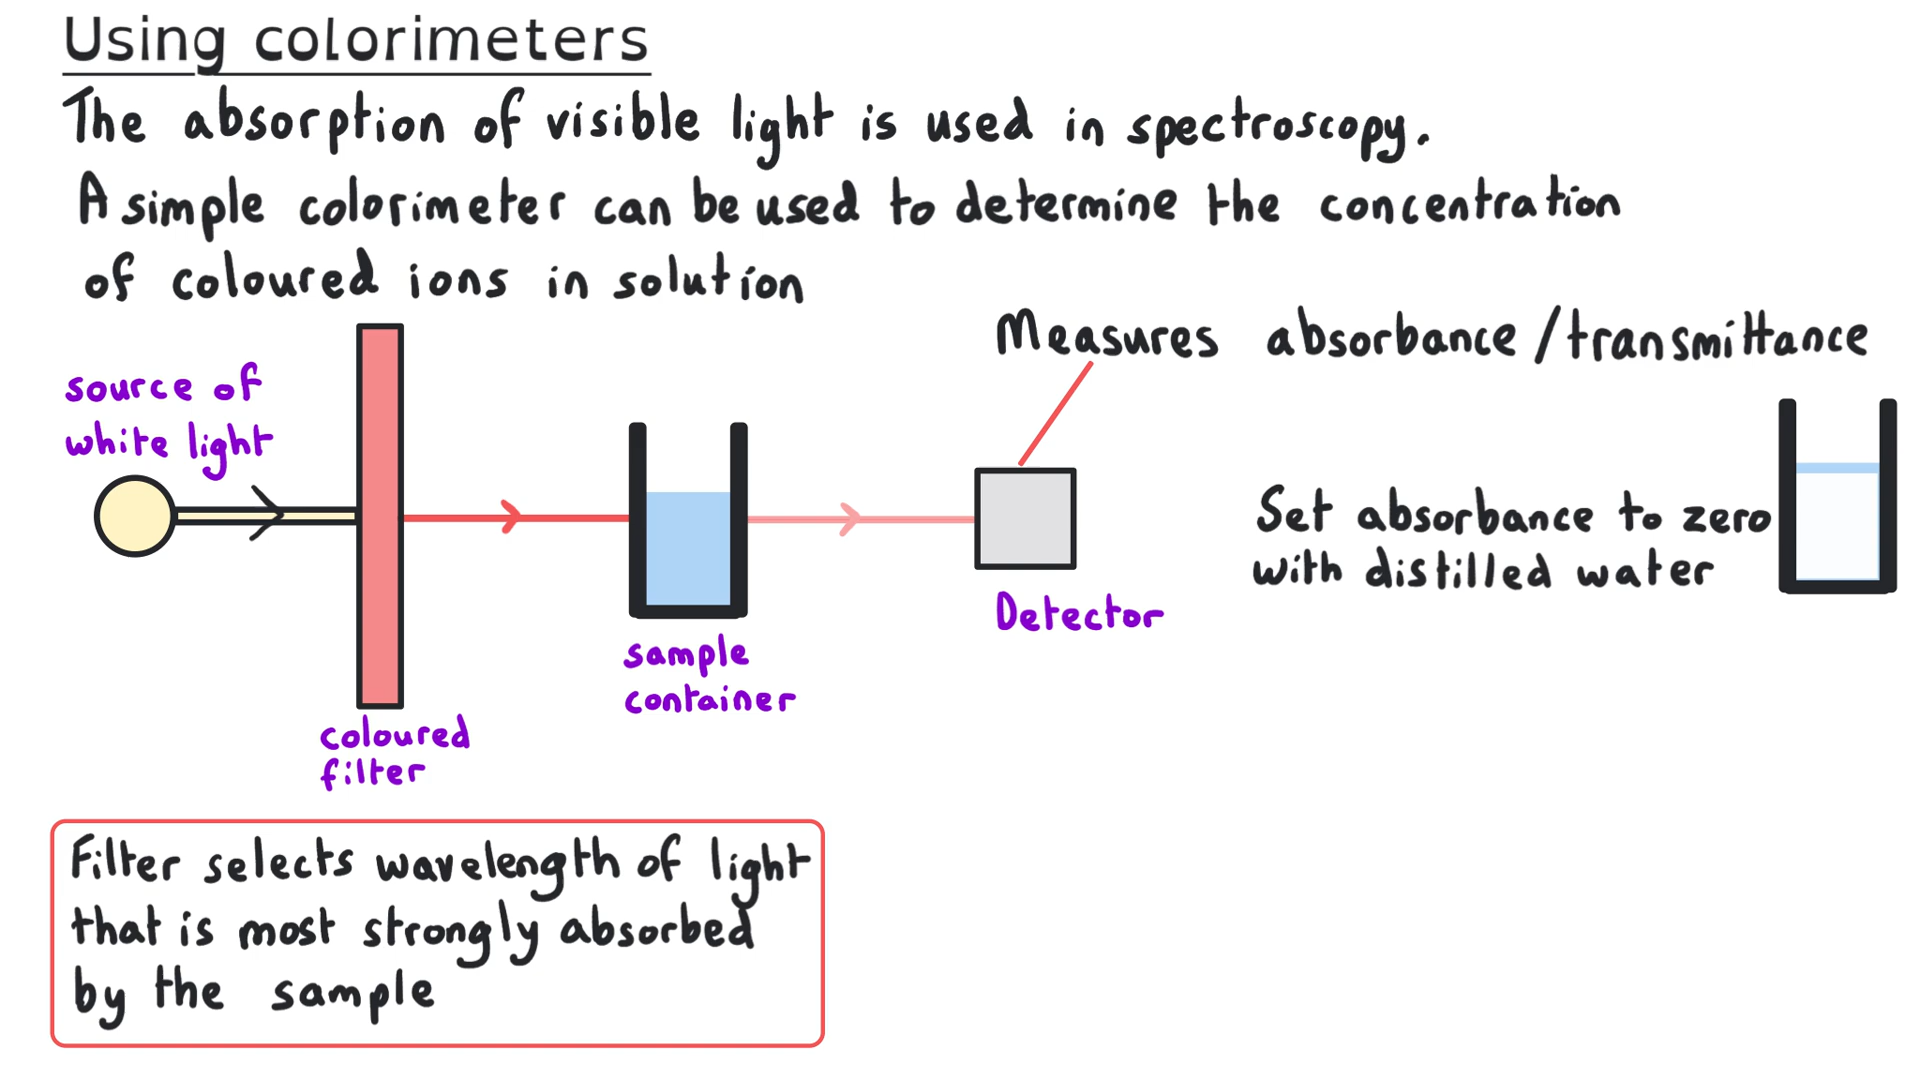 Using colorimeters
The absorption of visible light is used in spectroscopy.
A simple colorimeter can be used to determine the concentration
of coloured ions in solution
Measures absorbance/transmittance
source of
white light
Set absorbance to zero
with distilled water
Detector
sample
container
coloured
filter
Filter selects wavelength of light
that is most strongly absorbed
by the sample